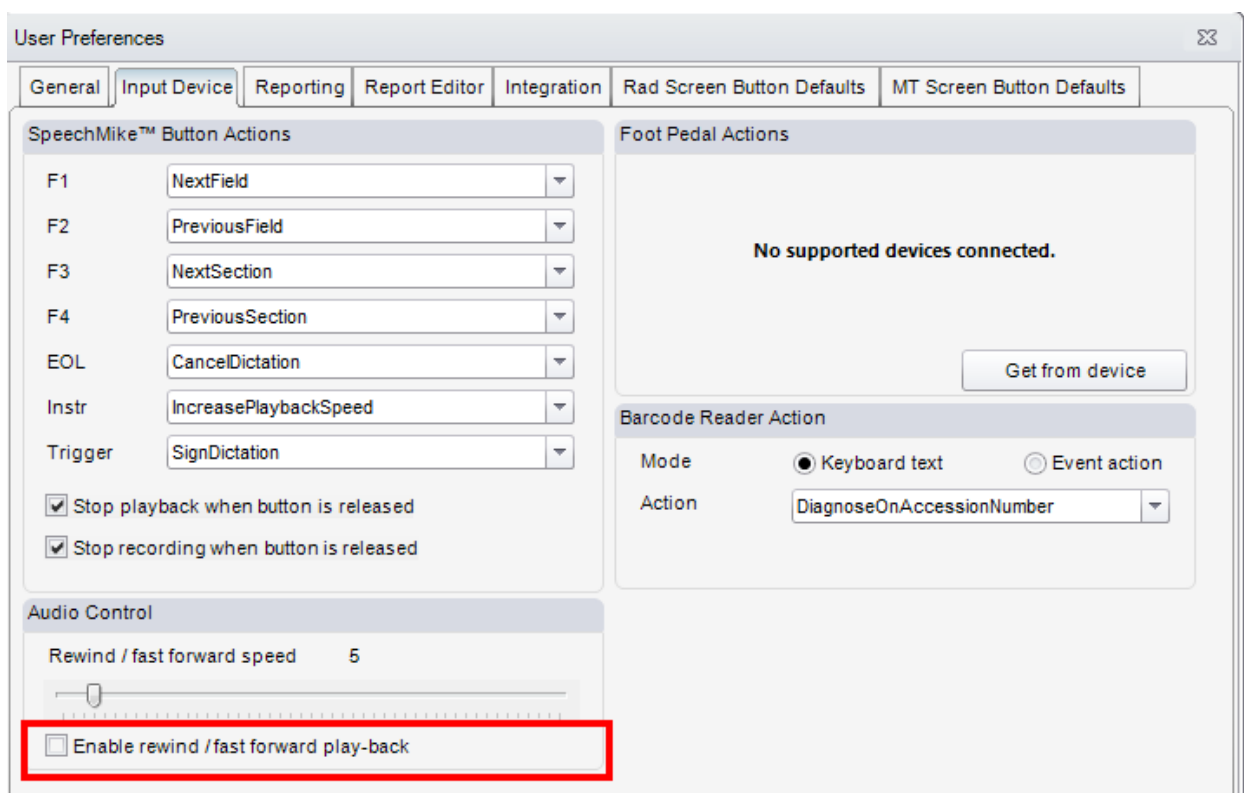 User Preferences
General Input Device Reporting Report Editor Integration Rad Screen Button Defaults MT Screen Button Defaults
SpeechMike™ Button Actions
F1 NextField
F2 PreviousField
F3 NextSection
F4 PreviousSection
EOL CancelDictation
Instr IncreasePlaybackSpeed
Trigger SignDictation
Stop playback when button is released
Stop recording when button is released
Audio Control
Rewind / fast forward speed 5
Enable rewind / fast forward play-back
Foot Pedal Actions
No supported devices connected.
Get from device
Barcode Reader Action
Mode Keyboard text Event action
Action DiagnoseOnAccessionNumber